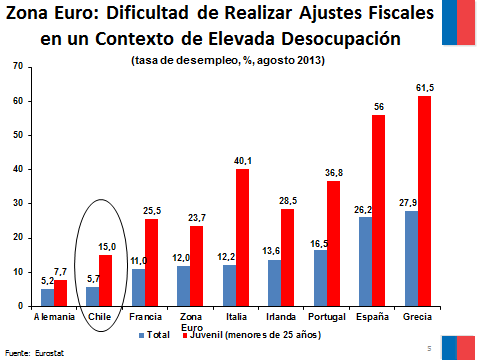 Zona Euro: Dificultad de Realizar Ajustes Fiscales
en un Contexto de Elevada Desocupación
(tasa de desempleo, %, agosto 2013)
70
60
50
40
30
20
10
0
5,2
7,7
5,7
15,0
11,0
25,5
12,0
23,7
12,2
40,1
13,6
28,5
16,5
36,8
26,2
56
27,9
61,5
Alemania
Chile
Francia
Zona
Euro
Italia
Irlanda
Portugal
España
Grecia
Total
Juvenil (menores de 25 años)
Fuente: Eurostat
5